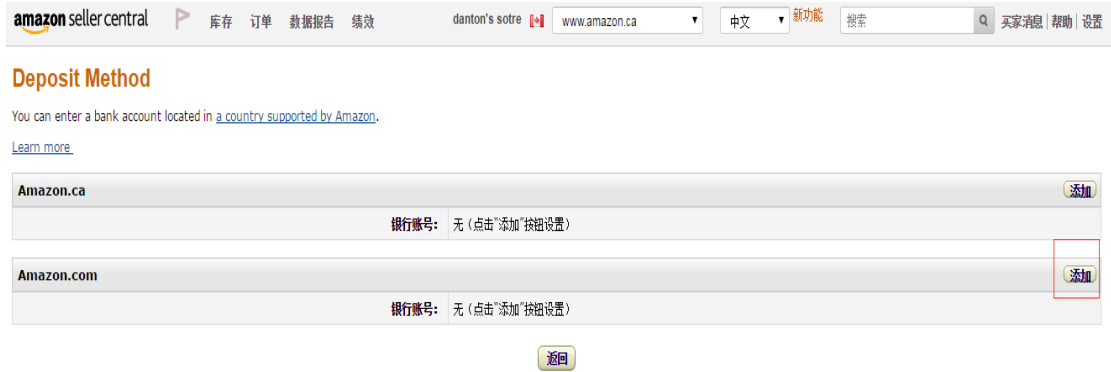 amazon seller central 库存 订单 数据报告 绩效 danton's sotre www.amazon.ca 中文 新功能 搜索 买家消息 | 帮助 | 设置
Deposit Method
You can enter a bank account located in a country supported by Amazon.
Learn more
Amazon.ca 添加
银行账号: 无（点击"添加"按钮设置）
Amazon.com 添加
银行账号: 无（点击"添加"按钮设置）
返回